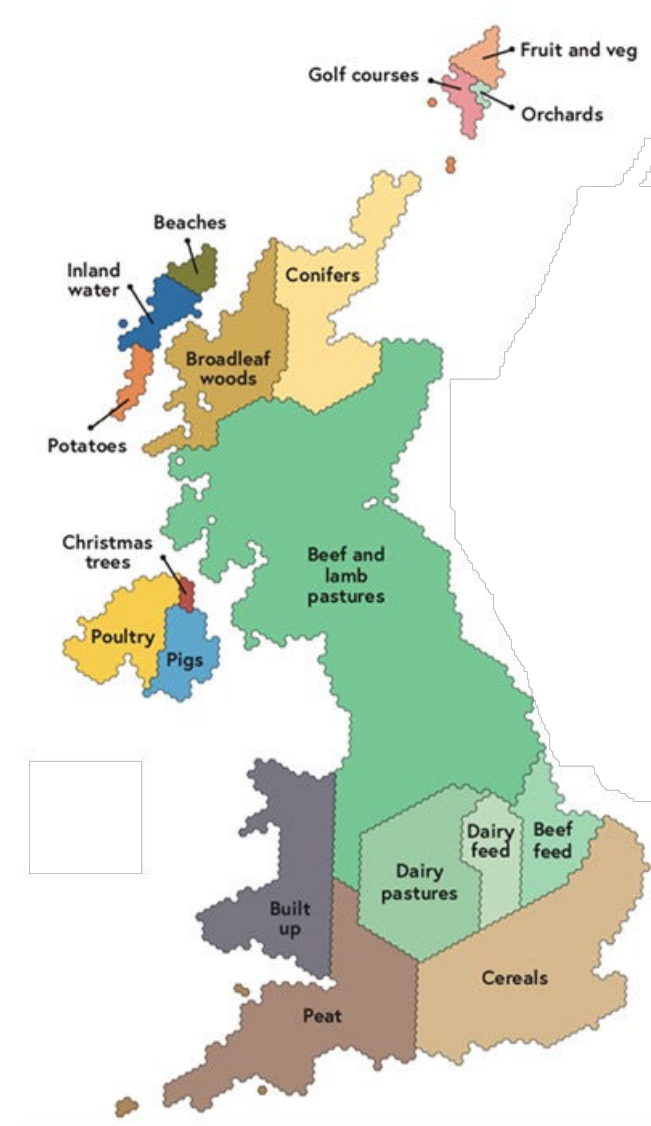 Fruit and veg
Golf courses
Orchards
Beaches
Inland
water
Conifers
Broadleaf
woods
Potatoes
Christmas
trees
Beef and
lamb
pastures
Poultry
Pigs
Dairy
feed
Beef
feed
Dairy
pastures
Built
up
Cereals
Peat